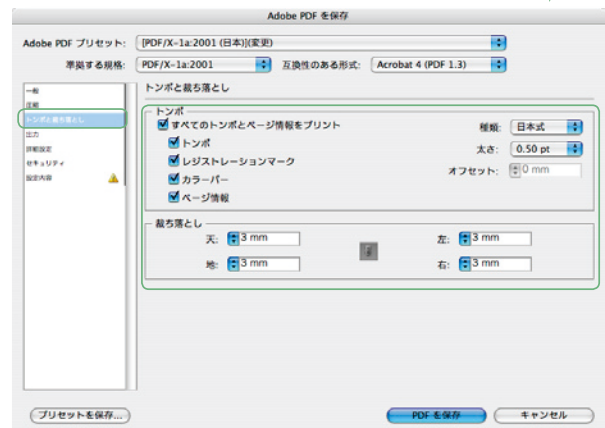 Adobe PDF を保存
Adobe PDF プリセット: [PDF/X-1a:2001 (日本)](変更)
準拠する規格: PDF/X-1a:2001 互換性のある形式: Acrobat 4 (PDF 1.3)
一般
圧縮
トンボと裁ち落とし
出力
詳細設定
セキュリティ
設定内容
トンボと裁ち落とし
トンボ
すべてのトンボとページ情報をプリント
トンボ
レジストレーションマーク
カラーバー
ページ情報
種類: 日本式
太さ: 0.50 pt
オフセット: 0 mm
裁ち落とし
天: 3 mm 左: 3 mm
地: 3 mm 右: 3 mm
プリセットを保存... PDF を保存 キャンセル